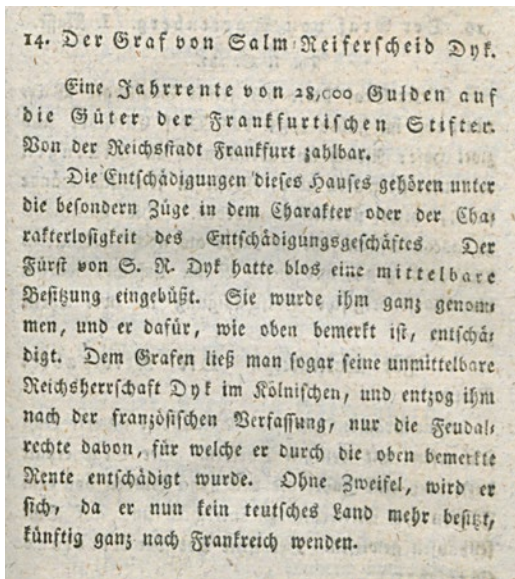 14. Der Graf von Salm Reiferscheid Dyk.
Eine Jahrrente von 28,000 Gulden auf
die Güter der Frankfurtischen Stifter.
Von der Reichsstadt Frankfurt zahlbar.
Die Entschädigungen dieses Hauses gehören unter
die besondern Züge in dem Charakter oder der Cha⸗
rakterlosigkeit des Entschädigungsgeschäftes Der
Fürst von S. R. Dyk hatte blos eine mittelbare
Besitzung eingebüßt. Sie wurde ihm ganz genom⸗
men, und er dafür, wie oben bemerkt ist, entschä⸗
digt. Dem Grafen ließ man sogar seine unmittelbare
Reichsherrschaft Dyk im Kölnischen, und entzog ihm
nach der französischen Verfassung, nur die Feudal⸗
rechte davon, für welche er durch die oben bemerkte
Rente entschädigt wurde. Ohne Zweifel, wird er
sich, da er nun kein teutsches Land mehr besitzt,
künftig ganz nach Frankreich wenden.